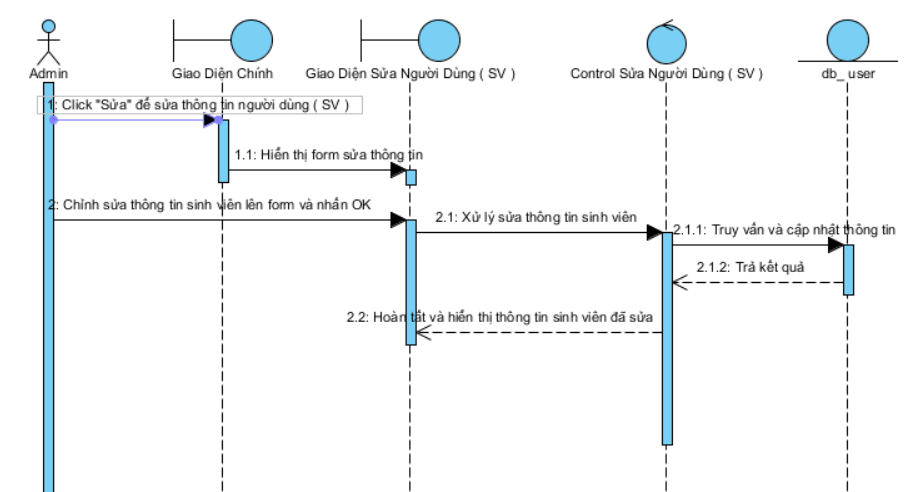 Admin
Giao Diện Chính
Giao Diện Sửa Người Dùng ( SV )
Control Sửa Người Dùng ( SV )
db_ user
1: Click "Sửa" để sửa thông tin người dùng ( SV )
1.1: Hiển thị form sửa thông tin
2: Chỉnh sửa thông tin sinh viên lên form và nhấn OK
2.1: Xử lý sửa thông tin sinh viên
2.1.1: Truy vấn và cập nhật thông tin
2.1.2: Trả kết quả
2.2: Hoàn tất và hiển thị thông tin sinh viên đã sửa